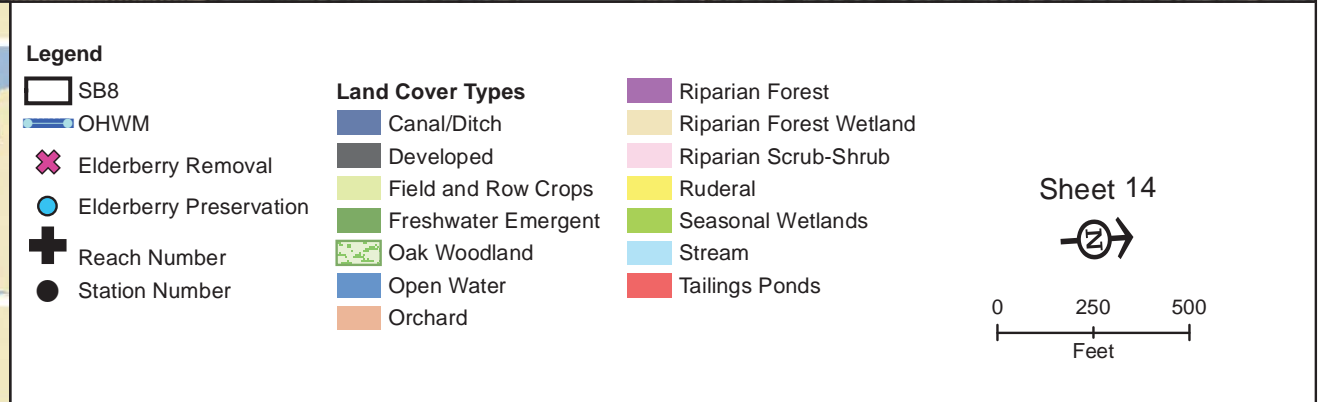 Legend
SB8
OHWM
Elderberry Removal
Elderberry Preservation
Reach Number
Station Number
Land Cover Types
Canal/Ditch
Developed
Field and Row Crops
Freshwater Emergent
Oak Woodland
Open Water
Orchard
Riparian Forest
Riparian Forest Wetland
Riparian Scrub-Shrub
Ruderal
Seasonal Wetlands
Stream
Tailings Ponds
Sheet 14
N
0 250 500
Feet